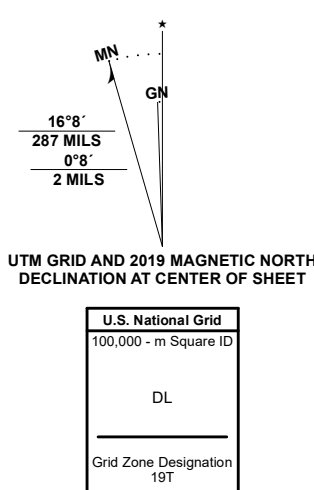 ★
MN
GN
16°8´
287 MILS
0°8´
2 MILS
UTM GRID AND 2019 MAGNETIC NORTH
DECLINATION AT CENTER OF SHEET
U.S. National Grid
100,000 - m Square ID
DL
Grid Zone Designation
19T